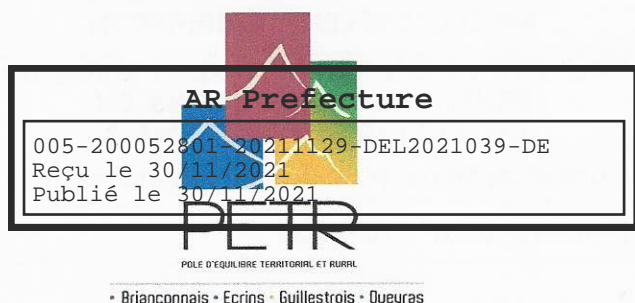 AR Prefecture
005-200052801-20211129-DEL2021039-DE
Reçu le 30/11/2021
Publié le 30/11/2021
PETR
POLE D'EQUILIBRE TERRITORIAL ET RURAL
• Briançonnais • Ecrins • Guillestrois • Queyras